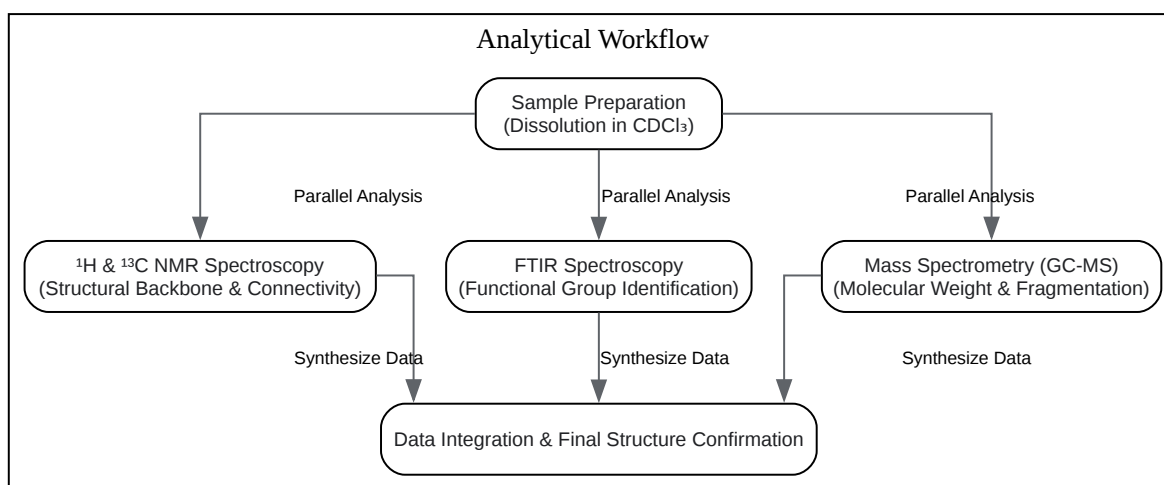 Analytical Workflow
Sample Preparation
(Dissolution in CDCl₃)
Parallel Analysis
Parallel Analysis
Parallel Analysis
¹H & ¹³C NMR Spectroscopy
(Structural Backbone & Connectivity)
FTIR Spectroscopy
(Functional Group Identification)
Mass Spectrometry (GC-MS)
(Molecular Weight & Fragmentation)
Synthesize Data
Synthesize Data
Synthesize Data
Data Integration & Final Structure Confirmation